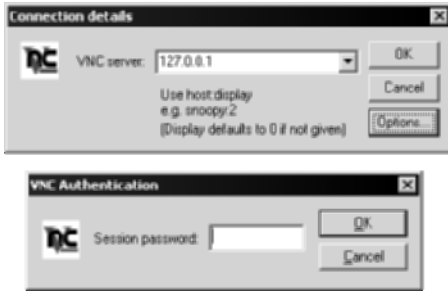 Connection details
VNC server: 127.0.0.1
OK
Use host:display
e.g. snoopy:2
(Display defaults to 0 if not given)
Cancel
Options...
VNC Authentication
Session password:
OK
Cancel